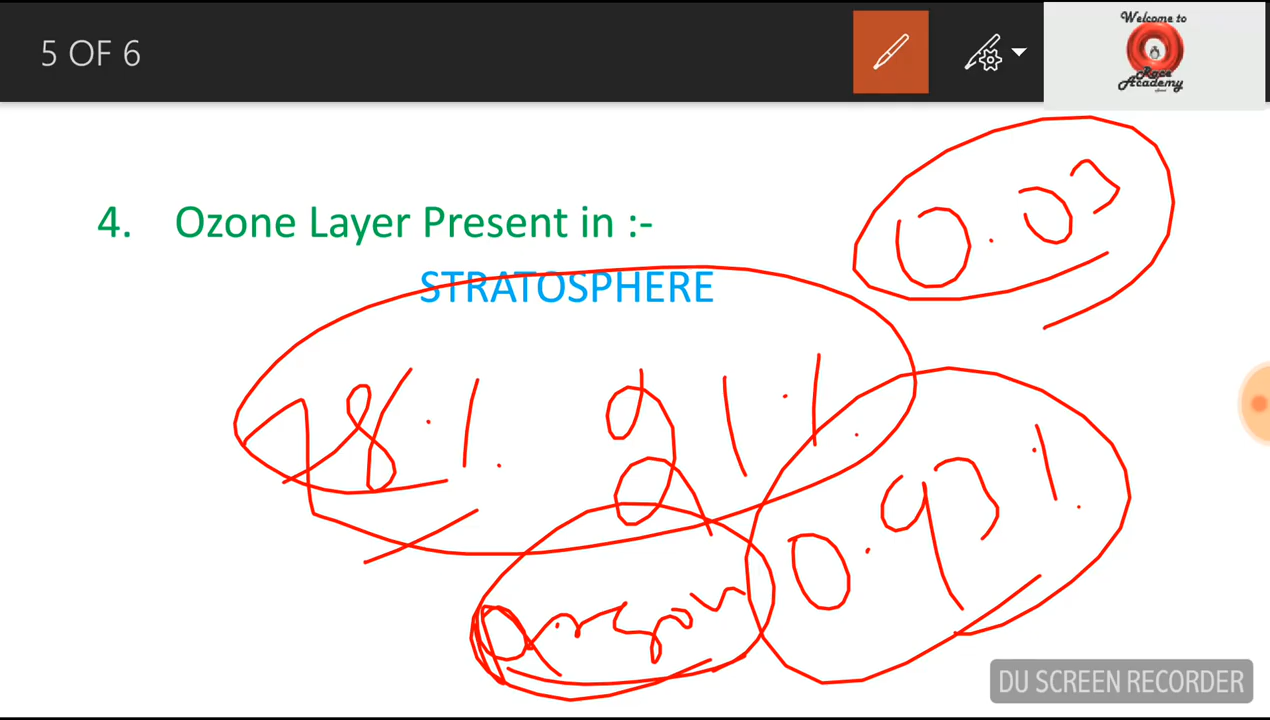 5 OF 6
Welcome to
Race
Academy
4. Ozone Layer Present in :-
STRATOSPHERE
0.03
78%. 21%.
0.93%.
DU SCREEN RECORDER